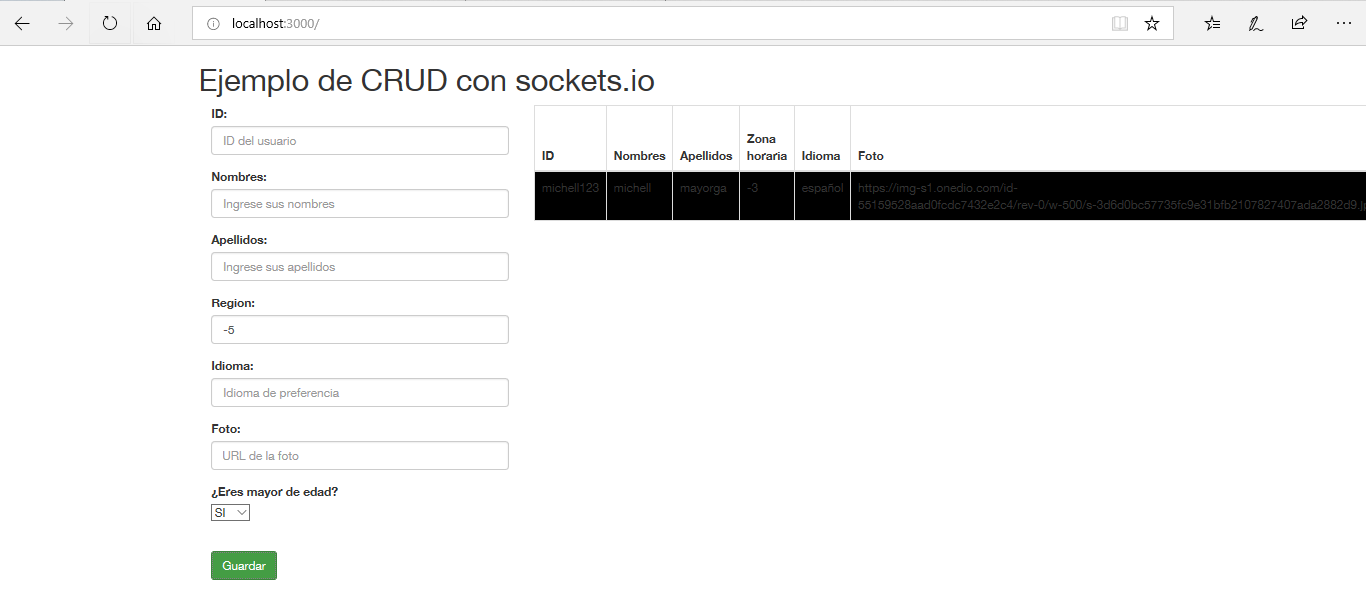 localhost:3000/
Ejemplo de CRUD con sockets.io
ID:
ID del usuario
Nombres:
Ingrese sus nombres
Apellidos:
Ingrese sus apellidos
Region:
-5
Idioma:
Idioma de preferencia
Foto:
URL de la foto
¿Eres mayor de edad?
SI
Guardar
ID Nombres Apellidos Zona horaria Idioma Foto
michell123 michell mayorga -3 español https://img-s1.onedio.com/id-
55159528aad0fcdc7432e2c4/rev-0/w-500/s-3d6d0bc57735fc9e31bfb2107827407ada2882d9.jp